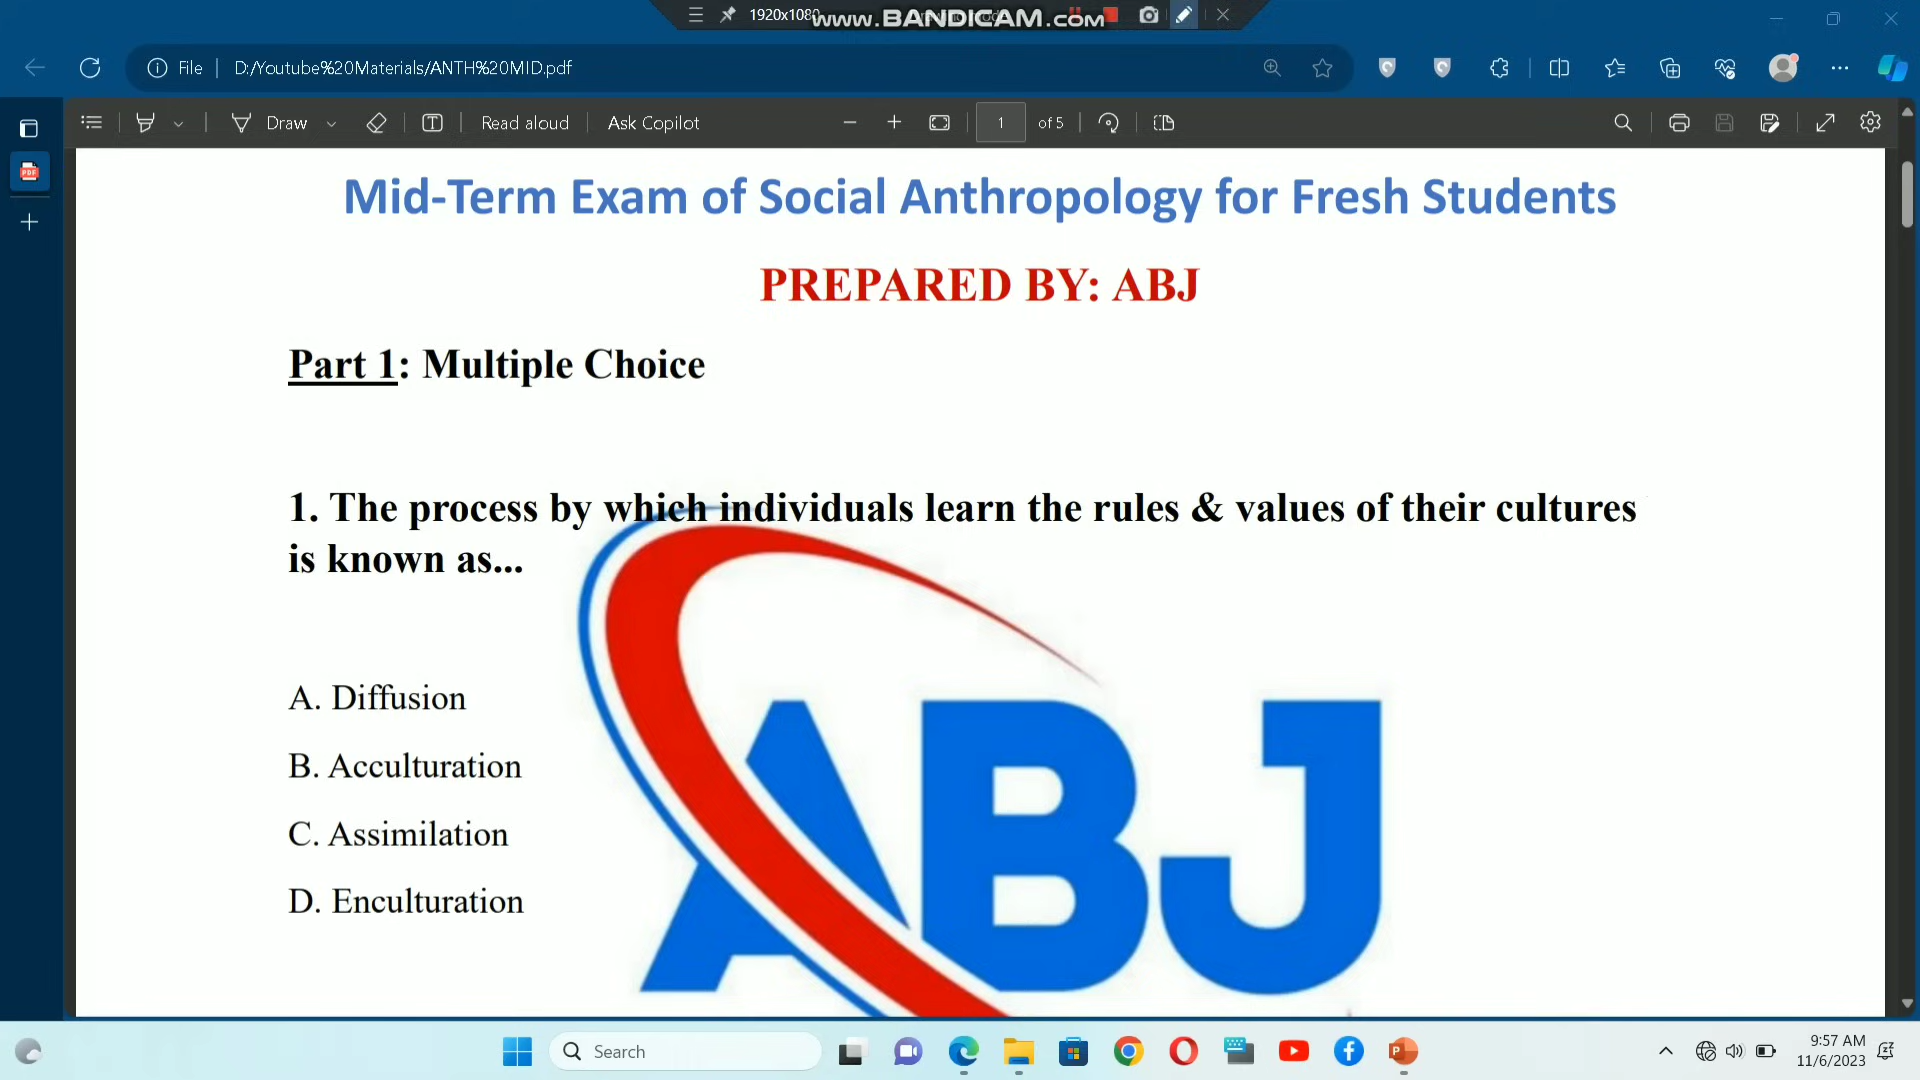 1920x1080
www.BANDICAM.com
File
D:/Youtube%20Materials/ANTH%20MID.pdf
Draw
Read aloud
Ask Copilot
1
of 5
Mid-Term Exam of Social Anthropology for Fresh Students
PREPARED BY: ABJ
Part 1: Multiple Choice
1. The process by which individuals learn the rules & values of their cultures
is known as...
A. Diffusion
B. Acculturation
C. Assimilation
D. Enculturation
ABJ
Search
9:57 AM
11/6/2023